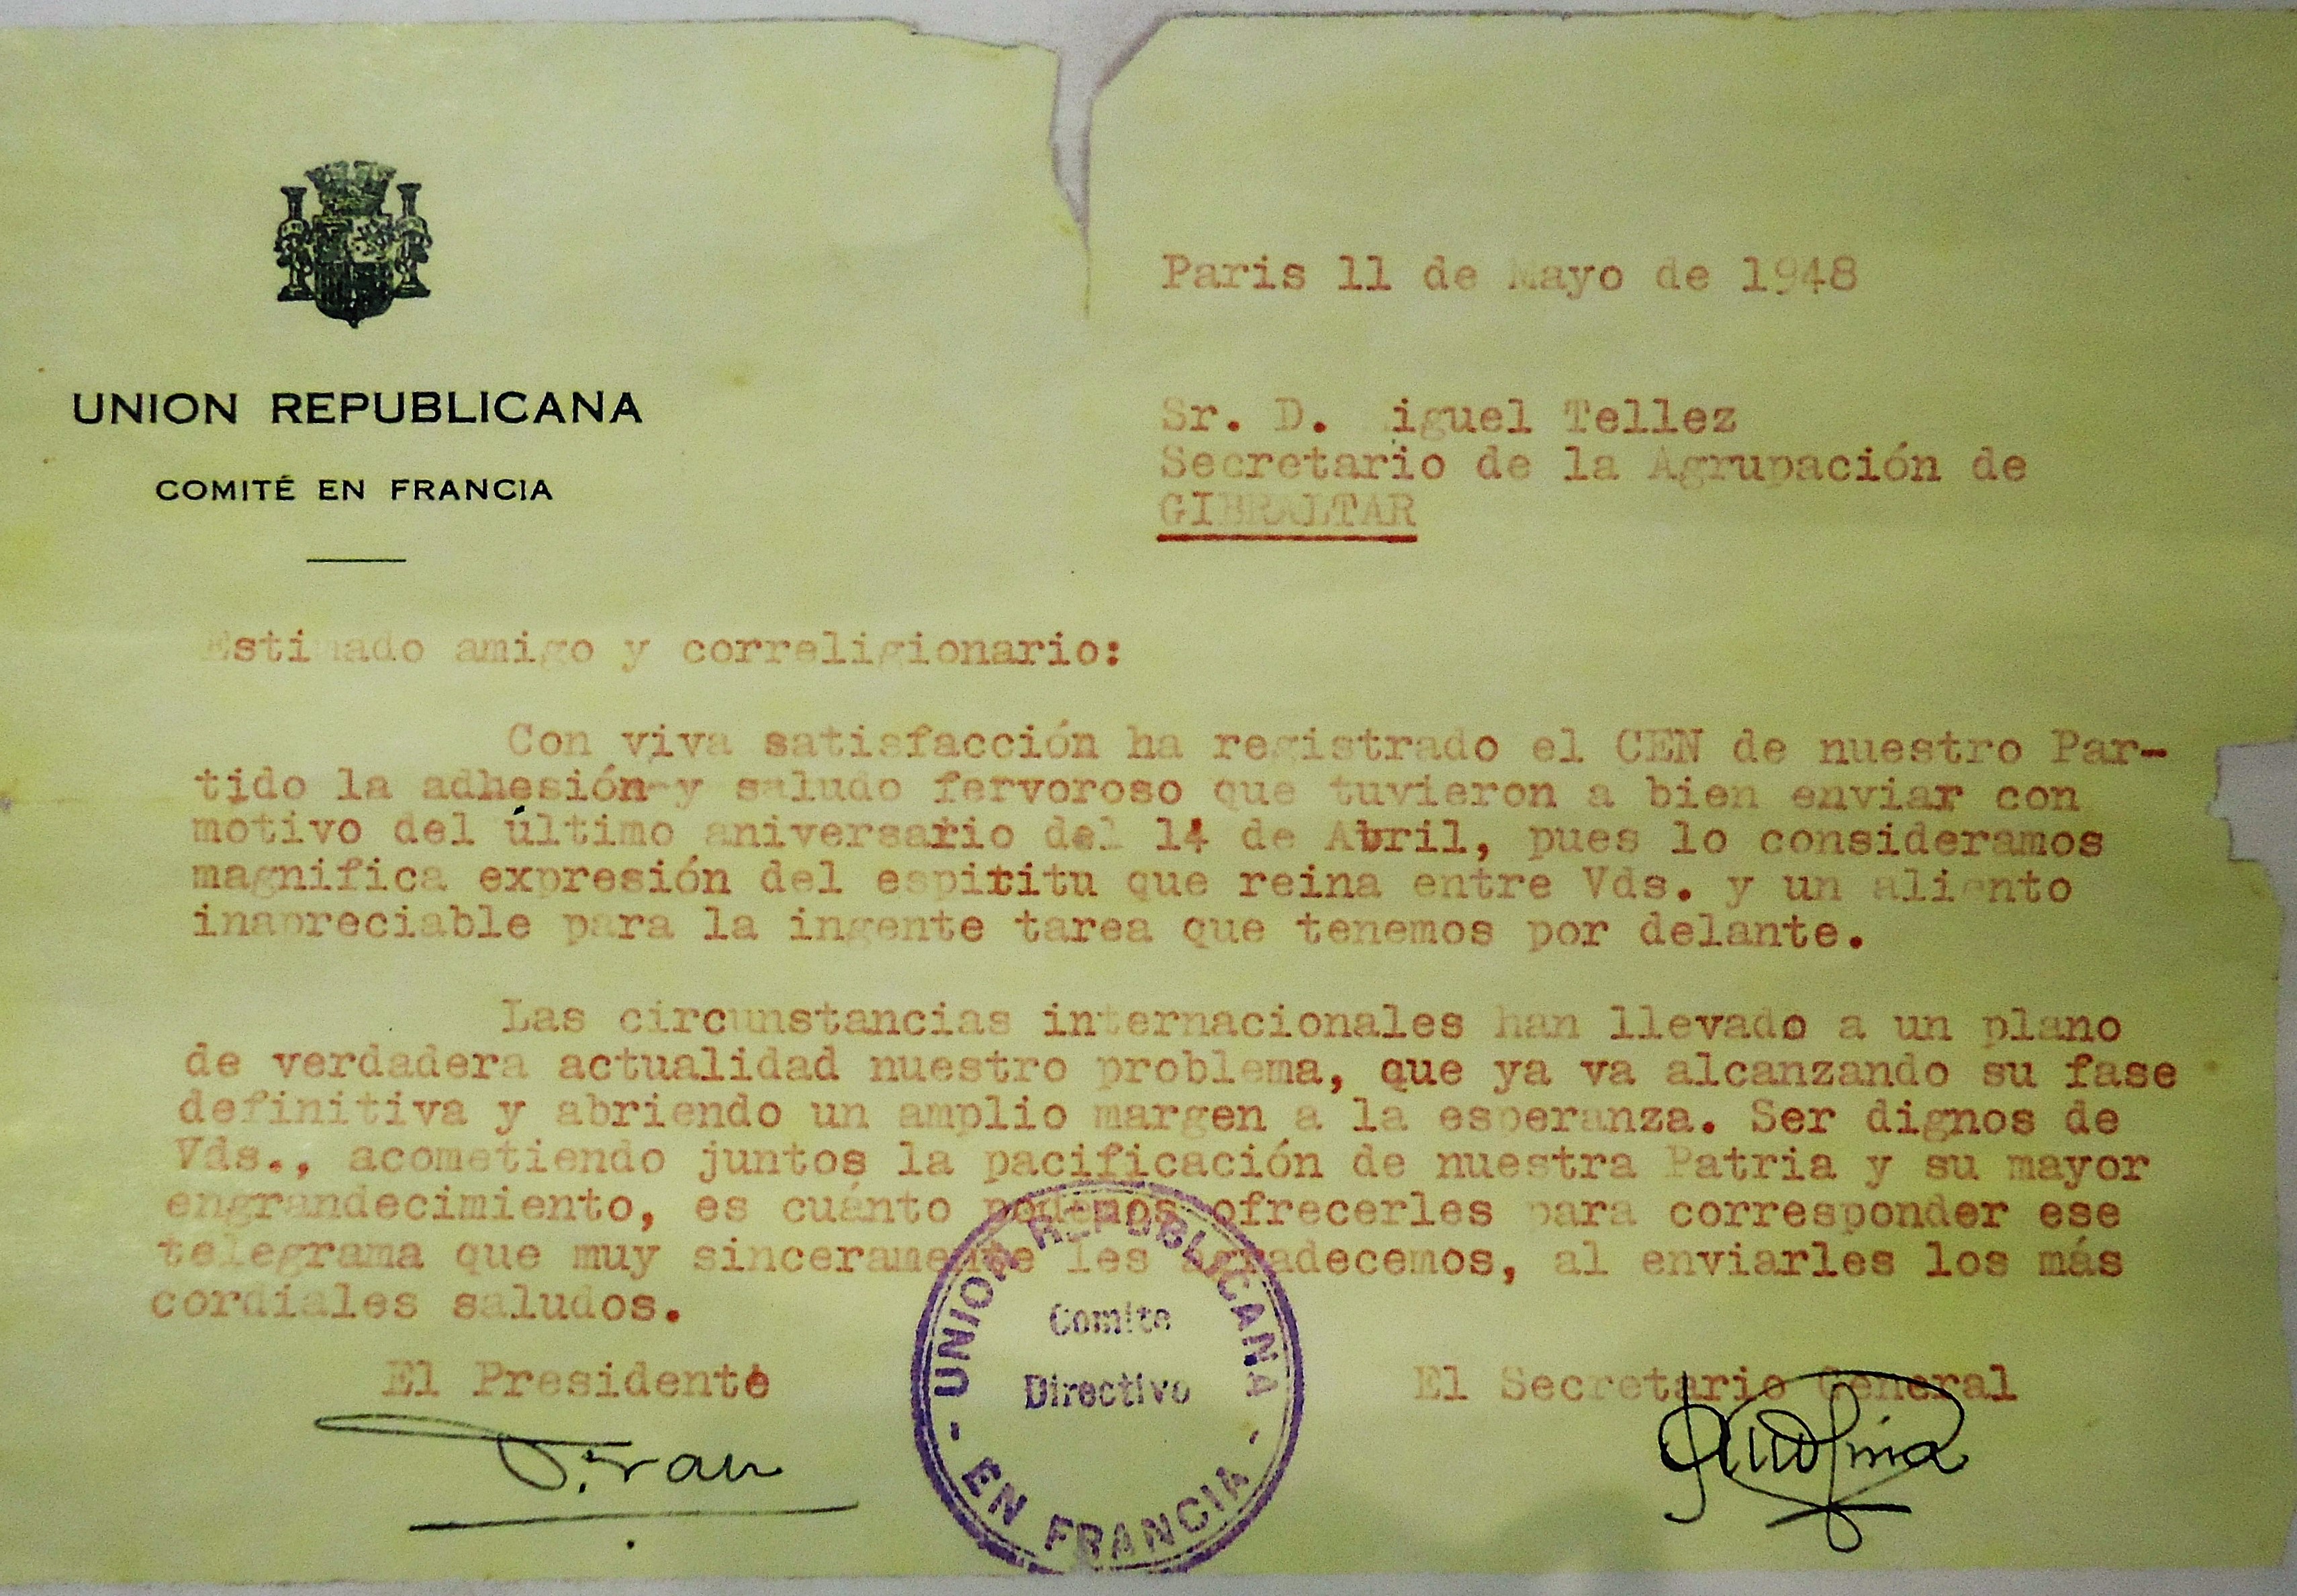 UNION REPUBLICANA
COMITÉ EN FRANCIA
Paris 11 de Mayo de 1948
Sr. D. Miguel Tellez
Secretario de la Agrupación de
GIBRALTAR
Estimado amigo y correligionario:
Con viva satisfacción ha registrado el CEN de nuestro Par-
tido la adhesión y saludo fervoroso que tuvieron a bien enviar con
motivo del último aniversario del 14 de Abril, pues lo consideramos
magnifica expresión del espititu que reina entre Vds. y un aliento
inapreciable para la ingente tarea que tenemos por delante.
Las circunstancias internacionales han llevado a un plano
de verdadera actualidad nuestro problema, que ya va alcanzando su fase
definitiva y abriendo un amplio margen a la esperanza. Ser dignos de
Vds., acometiendo juntos la pacificación de nuestra Patria y su mayor
engrandecimiento, es cuánto podemos ofrecerles para corresponder ese
telegrama que muy sinceramente les agradecemos, al enviarles los más
cordiales saludos.
El Presidente
El Secretario General
- UNION REPUBLICANA -
Comite
Directivo
EN FRANCIA